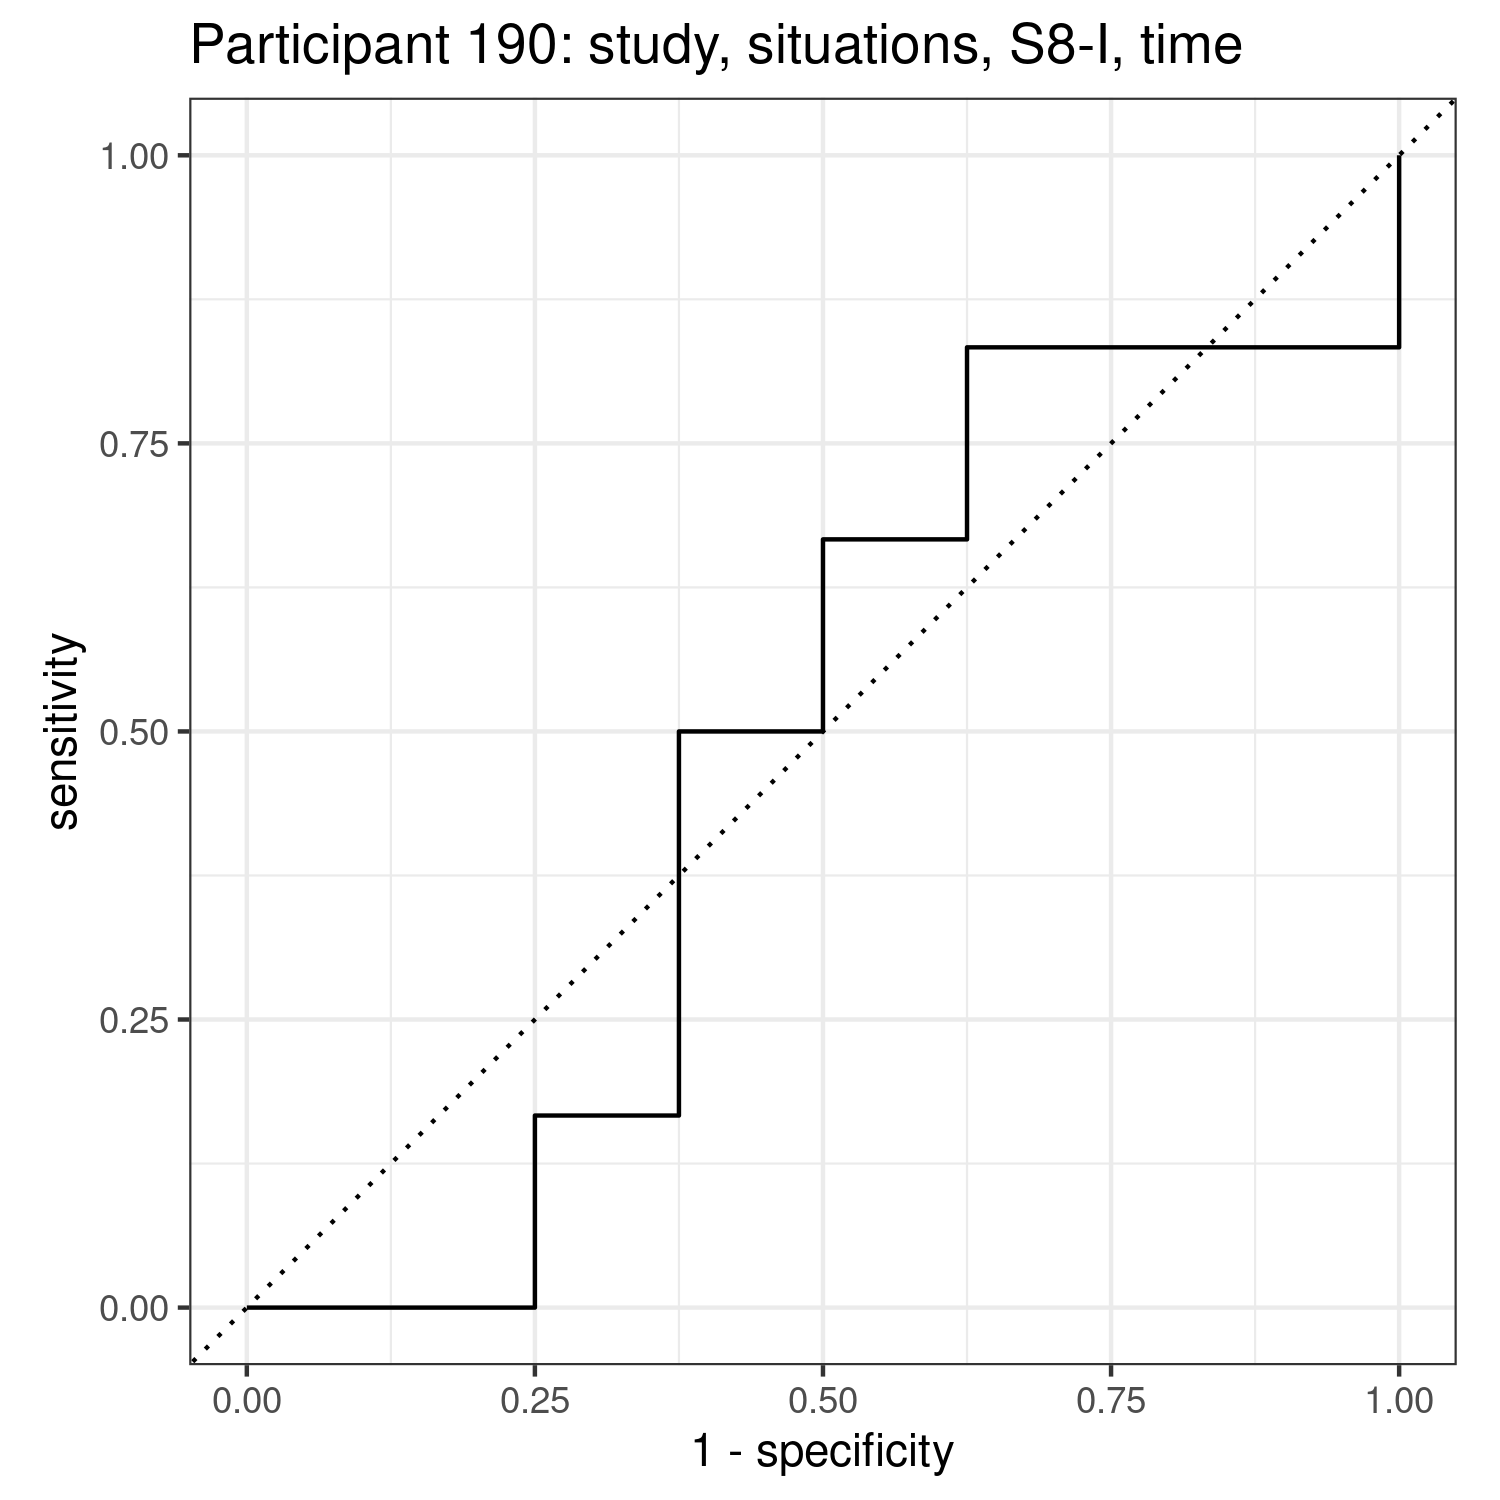 Participant 190: study, situations, S8-I, time
1.00
0.75
0.50
0.25
0.00
sensitivity
0.00 0.25 0.50 0.75 1.00
1 - specificity